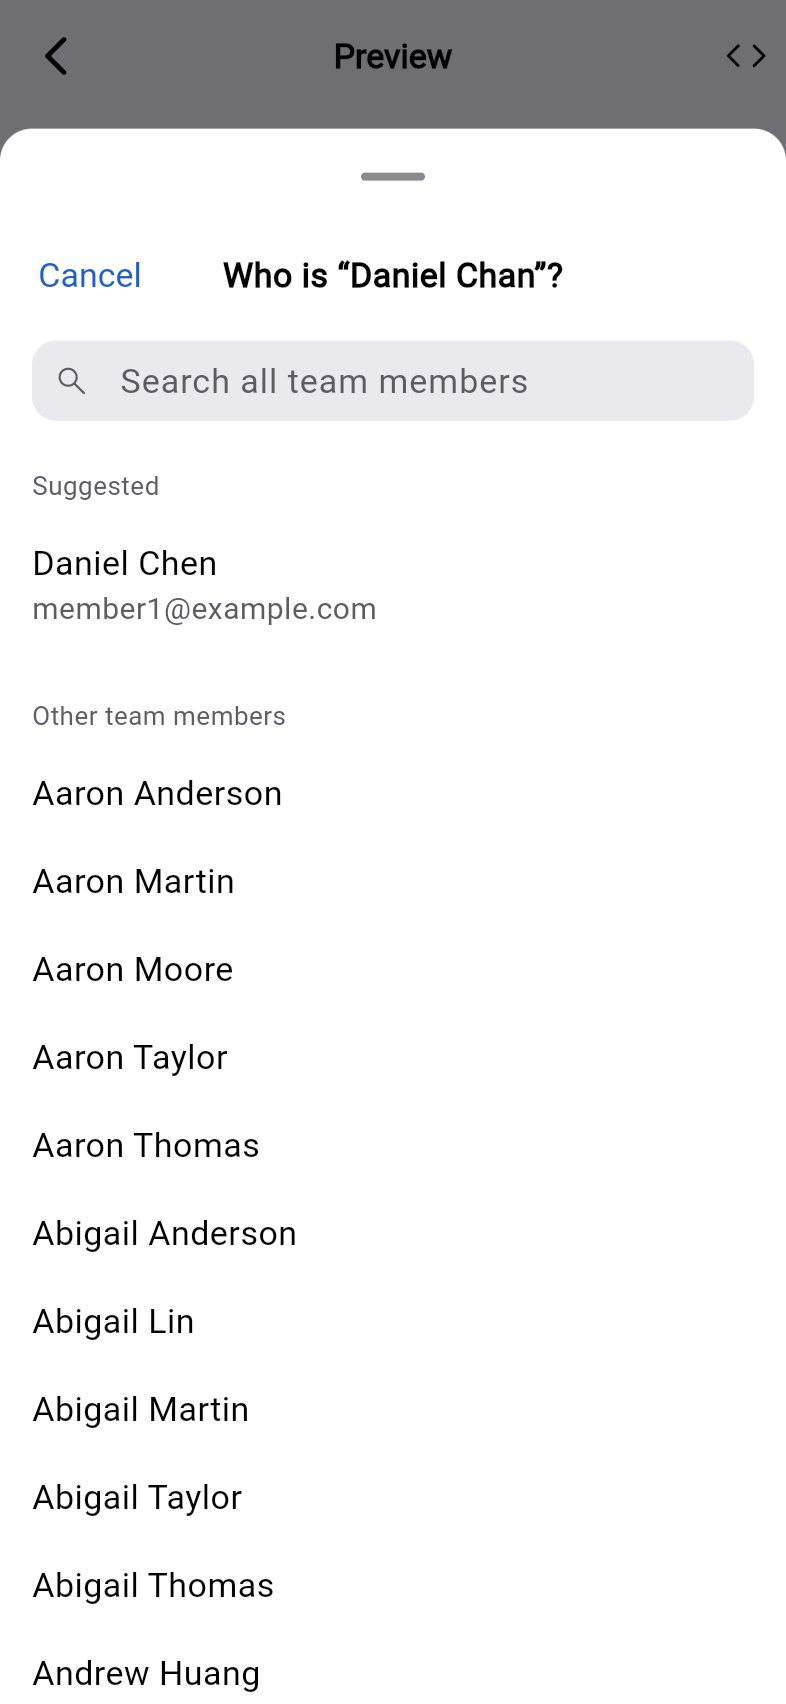 Preview
Cancel
Who is “Daniel Chan”?
Search all team members
Suggested
Daniel Chen
member1@example.com
Other team members
Aaron Anderson
Aaron Martin
Aaron Moore
Aaron Taylor
Aaron Thomas
Abigail Anderson
Abigail Lin
Abigail Martin
Abigail Taylor
Abigail Thomas
Andrew Huang